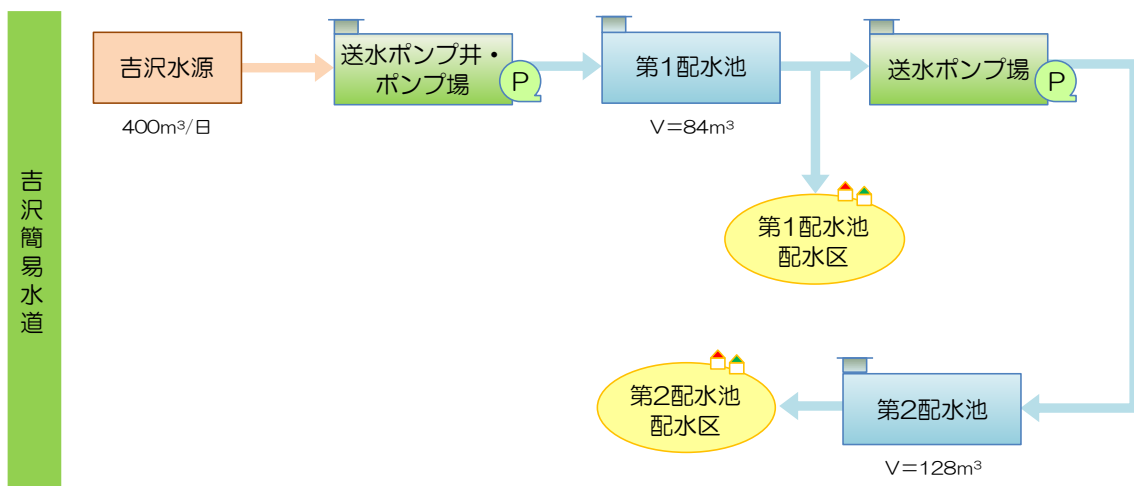 吉沢簡易水道
吉沢水源
400m³/日
送水ポンプ井・
ポンプ場
P
第1配水池
V=84m³
送水ポンプ場
P
第1配水池
配水区
第2配水池
配水区
第2配水池
V=128m³